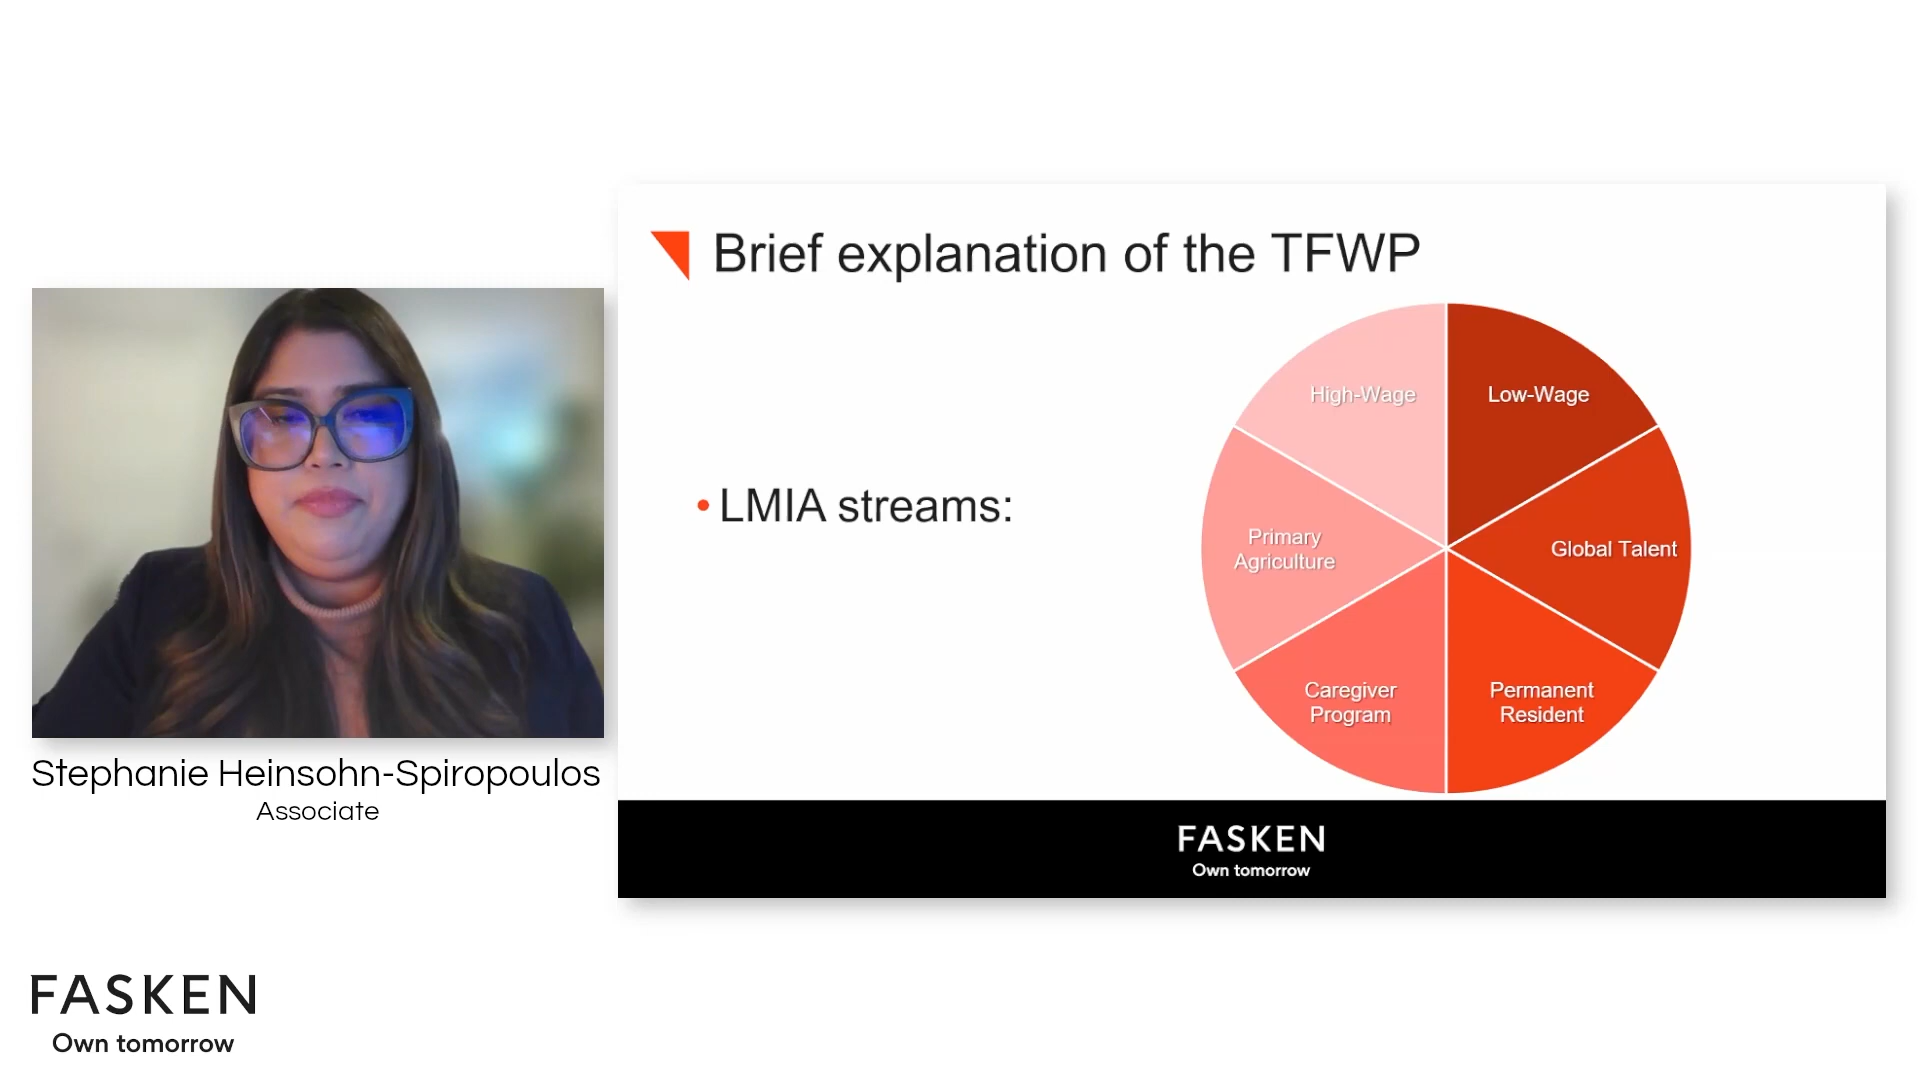 Brief explanation of the TFWP
• LMIA streams:
High-Wage
Low-Wage
Primary
Agriculture
Global Talent
Caregiver
Program
Permanent
Resident
FASKEN
Own tomorrow
Stephanie Heinsohn-Spiropoulos
Associate
FASKEN
Own tomorrow